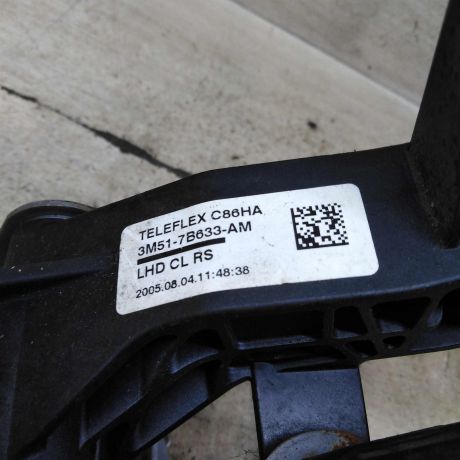 TELEFLEX C86HA
3M51-7B633-AM
LHD CL RS
2005.08.04.11:48:38